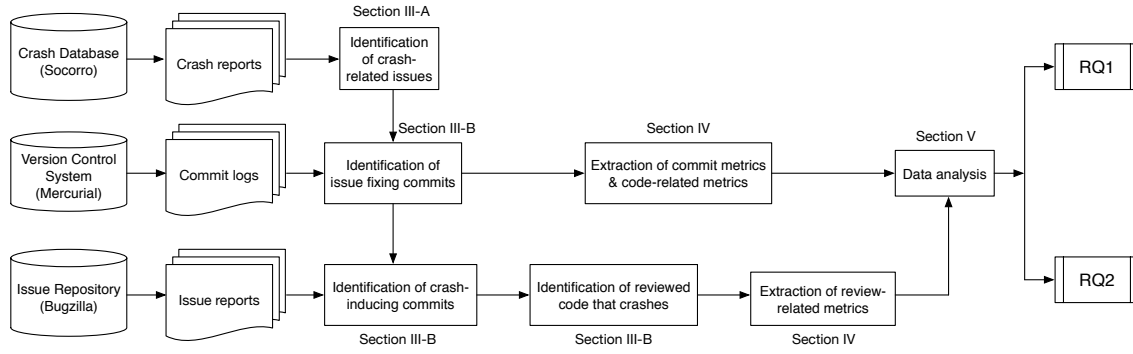 Section III-A
Crash Database
(Socorro)
Crash reports
Identification
of crash-
related issues
RQ1
Section III-B
Section IV
Section V
Version Control
System
(Mercurial)
Commit logs
Identification of
issue fixing commits
Extraction of commit metrics
& code-related metrics
Data analysis
Issue Repository
(Bugzilla)
Issue reports
Identification of crash-
inducing commits
Identification of reviewed
code that crashes
Extraction of review-
related metrics
RQ2
Section III-B
Section III-B
Section IV